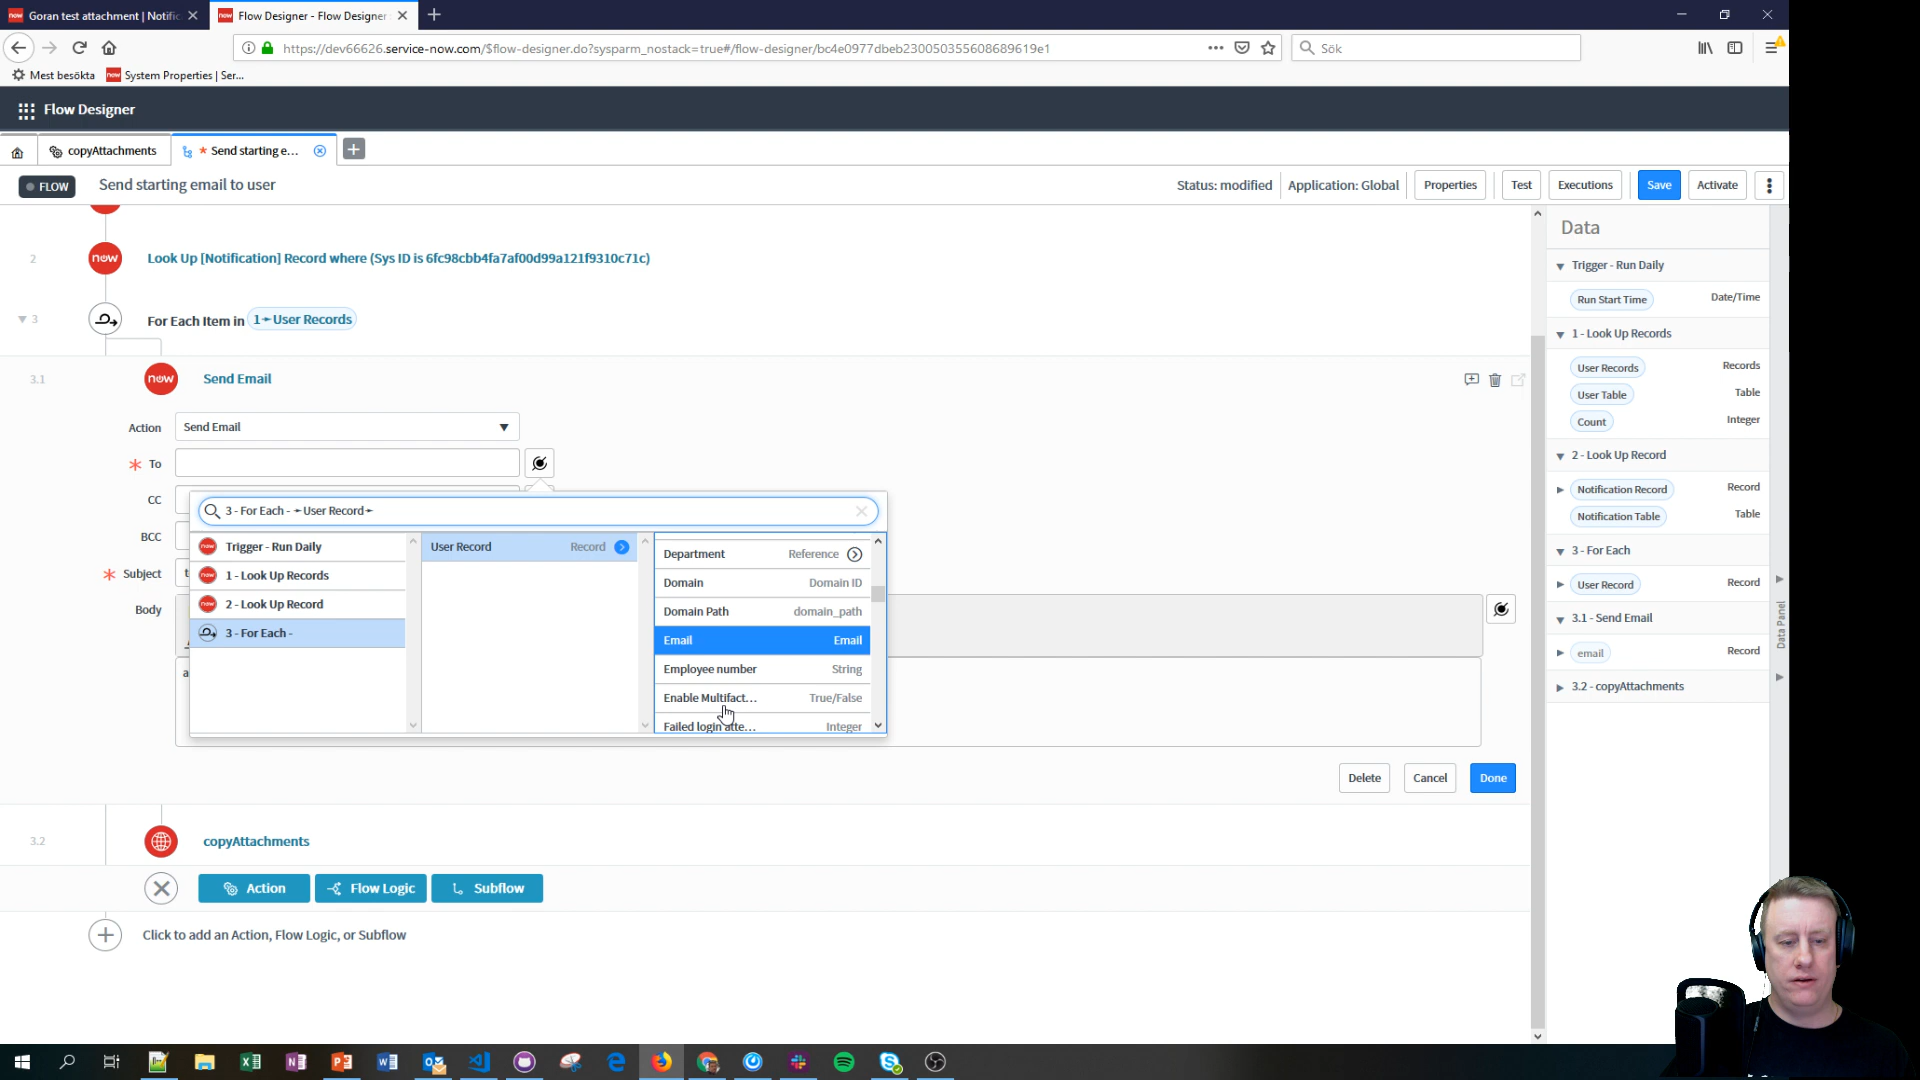 now Goran test attachment | Notific
now Flow Designer - Flow Designer
https://dev66626.service-now.com/$flow-designer.do?sysparm_nostack=true#/flow-designer/bc4e0977dbeb230050355608689619e1
Sök
Mest besökta
now System Properties | Ser...
Flow Designer
copyAttachments
* Send starting e...
FLOW
Send starting email to user
Status: modified
Application: Global
Properties
Test
Executions
Save
Activate
2
now
Look Up [Notification] Record where (Sys ID is 6fc98cbb4fa7af00d99a121f9310c71c)
3
For Each Item in 1➛User Records
3.1
now
Send Email
Action
Send Email
* To
CC
BCC
* Subject
Body
3 - For Each - ➛User Record➛
now Trigger - Run Daily
now 1 - Look Up Records
now 2 - Look Up Record
3 - For Each -
User Record Record
Department Reference
Domain Domain ID
Domain Path domain_path
Email Email
Employee number String
Enable Multifact... True/False
Failed login atte... Integer
Delete
Cancel
Done
3.2
copyAttachments
Action
Flow Logic
Subflow
Click to add an Action, Flow Logic, or Subflow
Data
Trigger - Run Daily
Run Start Time Date/Time
1 - Look Up Records
User Records Records
User Table Table
Count Integer
2 - Look Up Record
Notification Record Record
Notification Table Table
3 - For Each
User Record Record
3.1 - Send Email
email Record
3.2 - copyAttachments
Data Panel